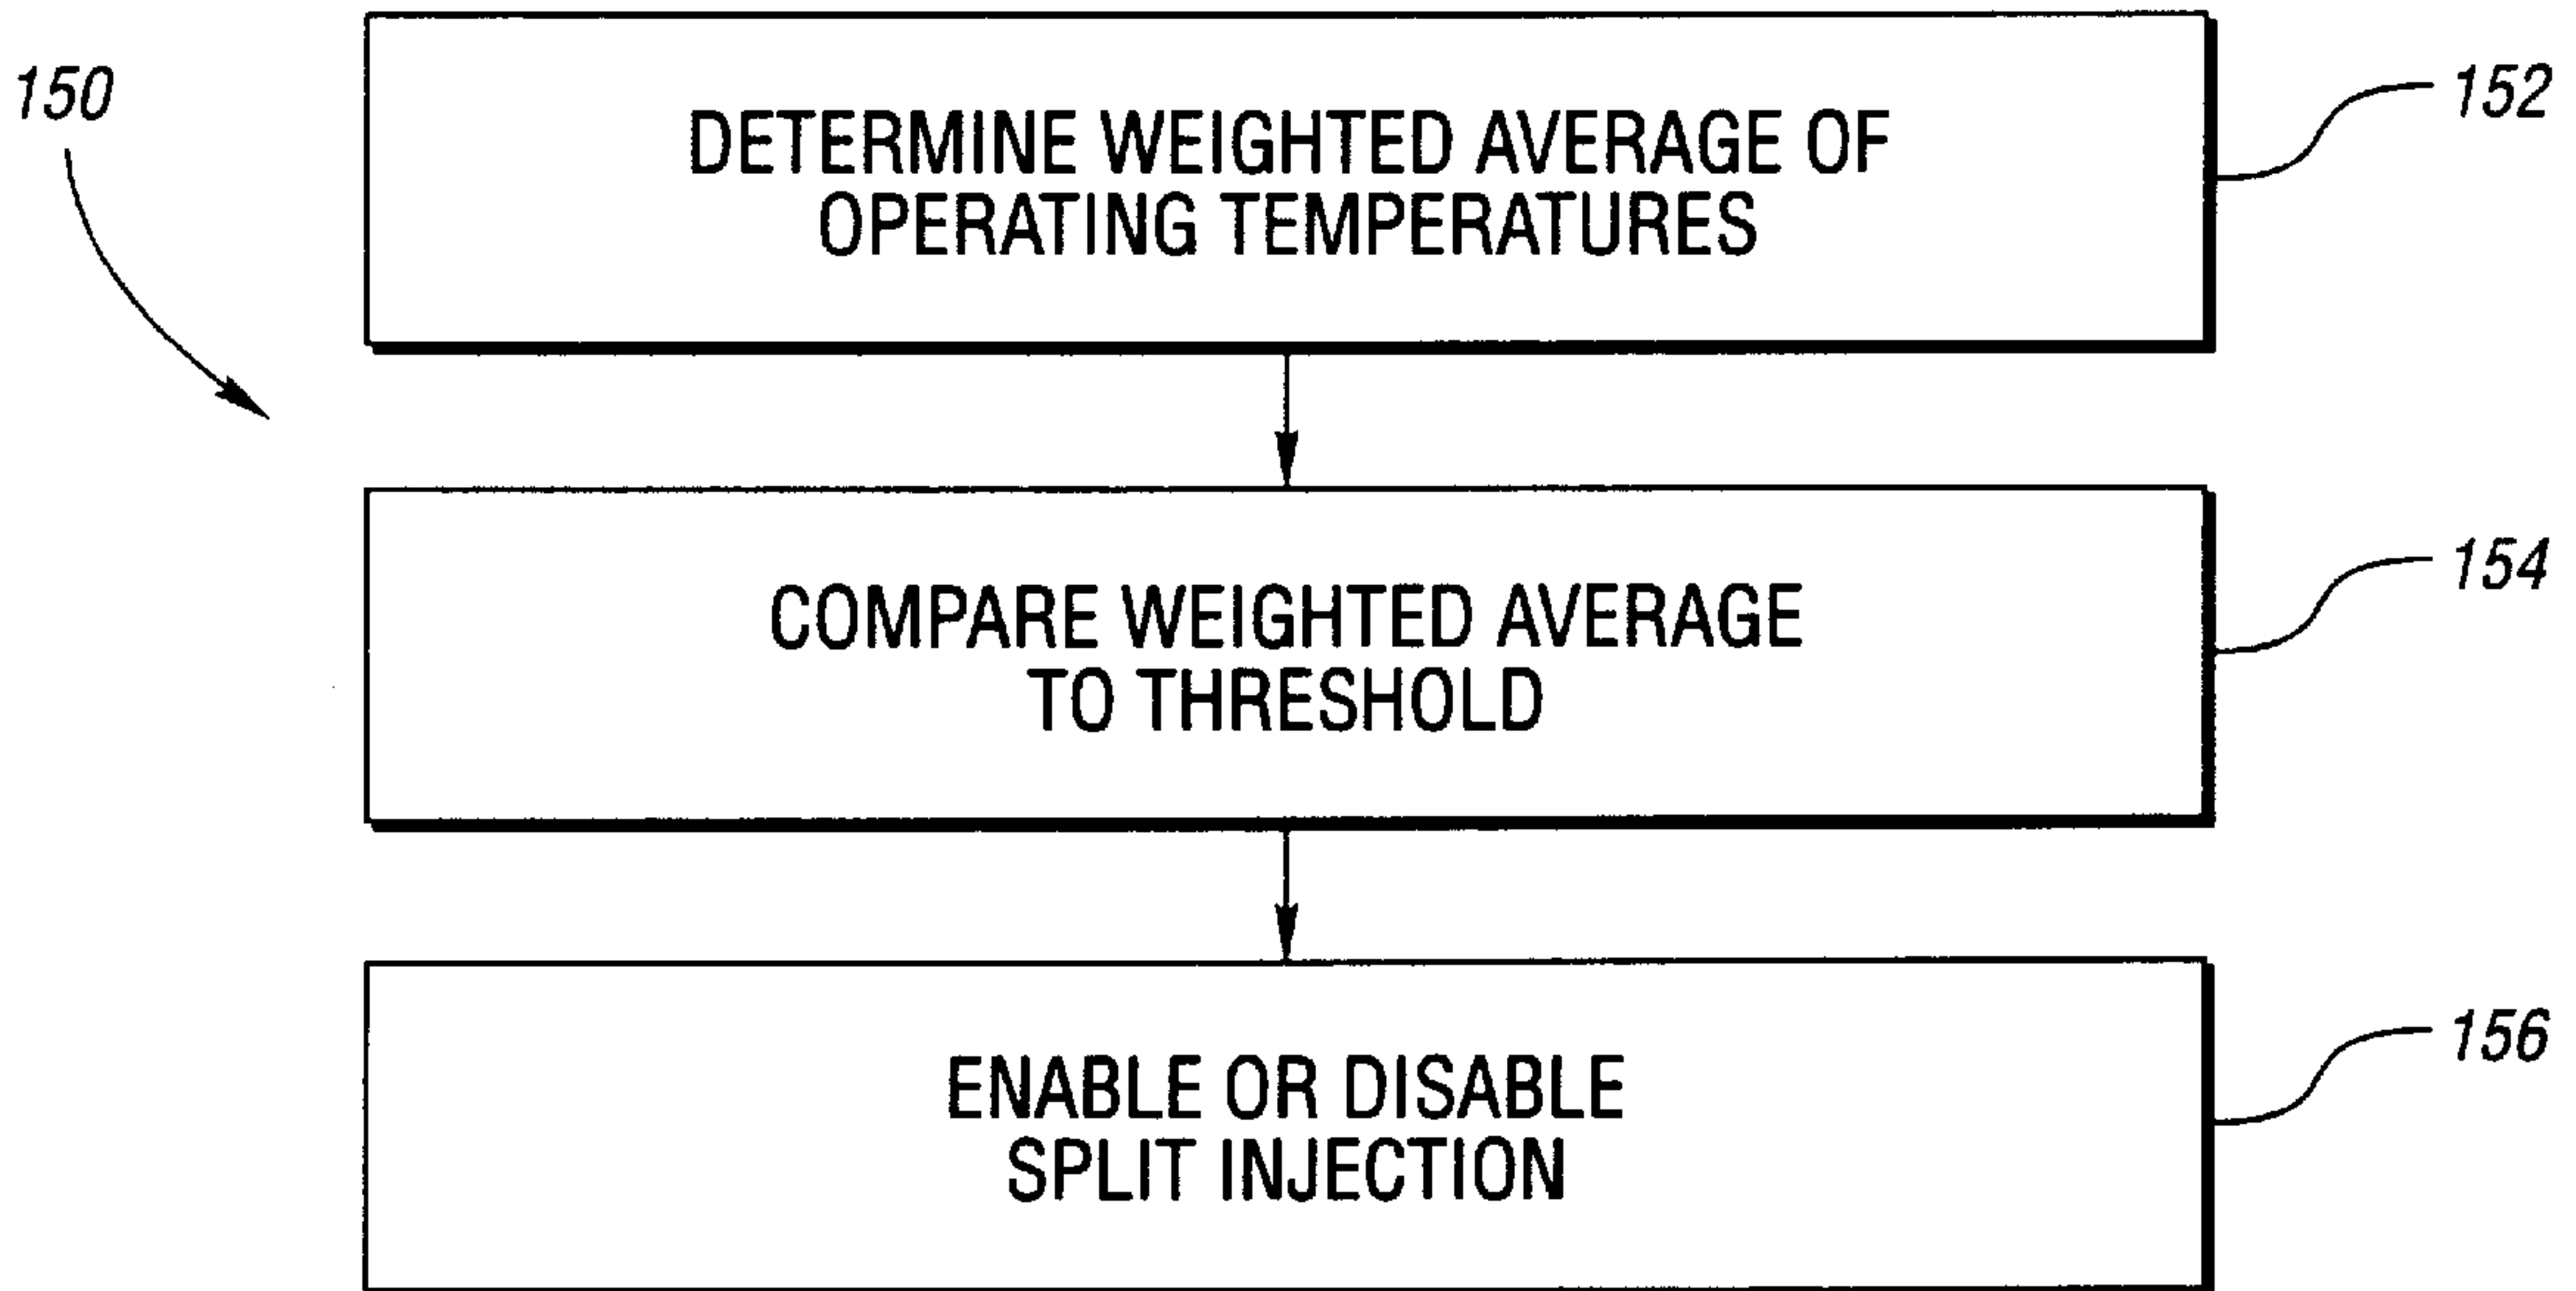 150
DETERMINE WEIGHTED AVERAGE OF
OPERATING TEMPERATURES
152
COMPARE WEIGHTED AVERAGE
TO THRESHOLD
154
ENABLE OR DISABLE
SPLIT INJECTION
156